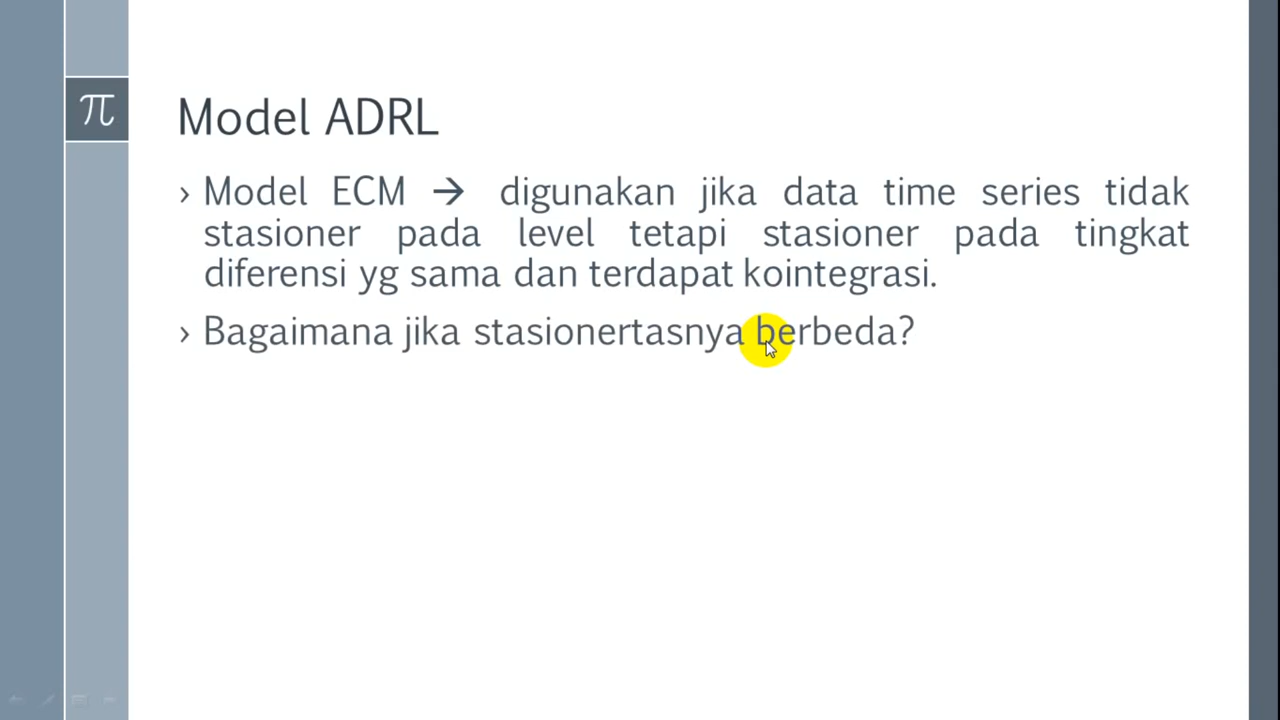 π
Model ADRL
› Model ECM → digunakan jika data time series tidak
stasioner pada level tetapi stasioner pada tingkat
diferensi yg sama dan terdapat kointegrasi.
› Bagaimana jika stasionertasnya berbeda?